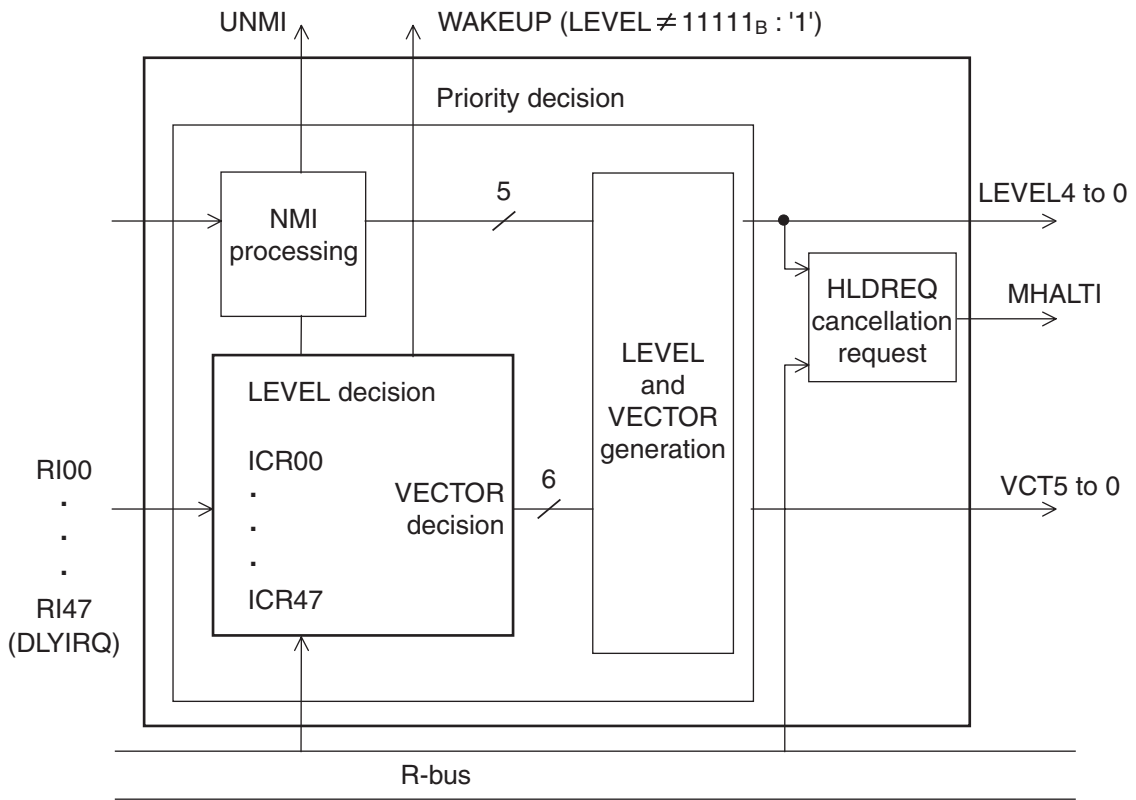 UNMI
WAKEUP (LEVEL ≠ 11111B : '1')
Priority decision
NMI
processing
5
LEVEL4 to 0
HLDREQ
cancellation
request
MHALTI
LEVEL
and
VECTOR
generation
LEVEL decision
ICR00
.
.
.
ICR47
VECTOR
decision
6
VCT5 to 0
RI00
.
.
.
RI47
(DLYIRQ)
R-bus